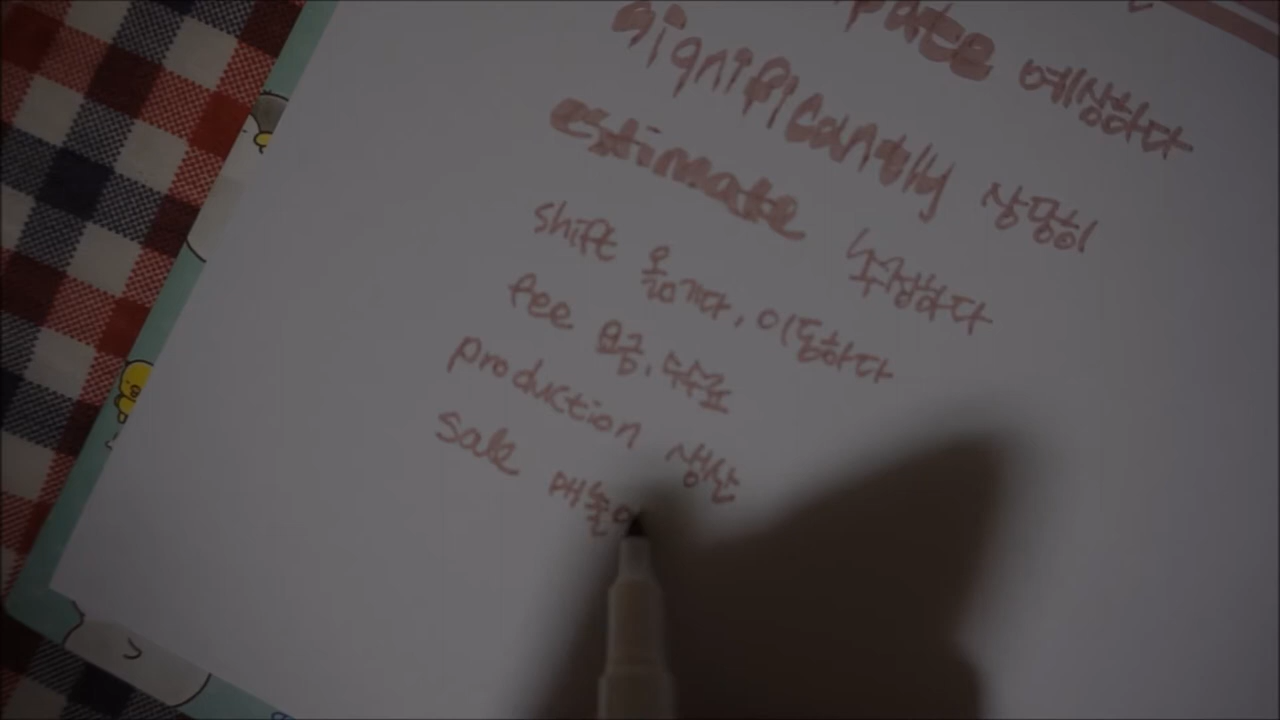 pate 예상하다
significantly 상당히
estimate 추정하다
shift 옮기다, 이동하다
fee 요금, 수수료
production 생산
sale 매출